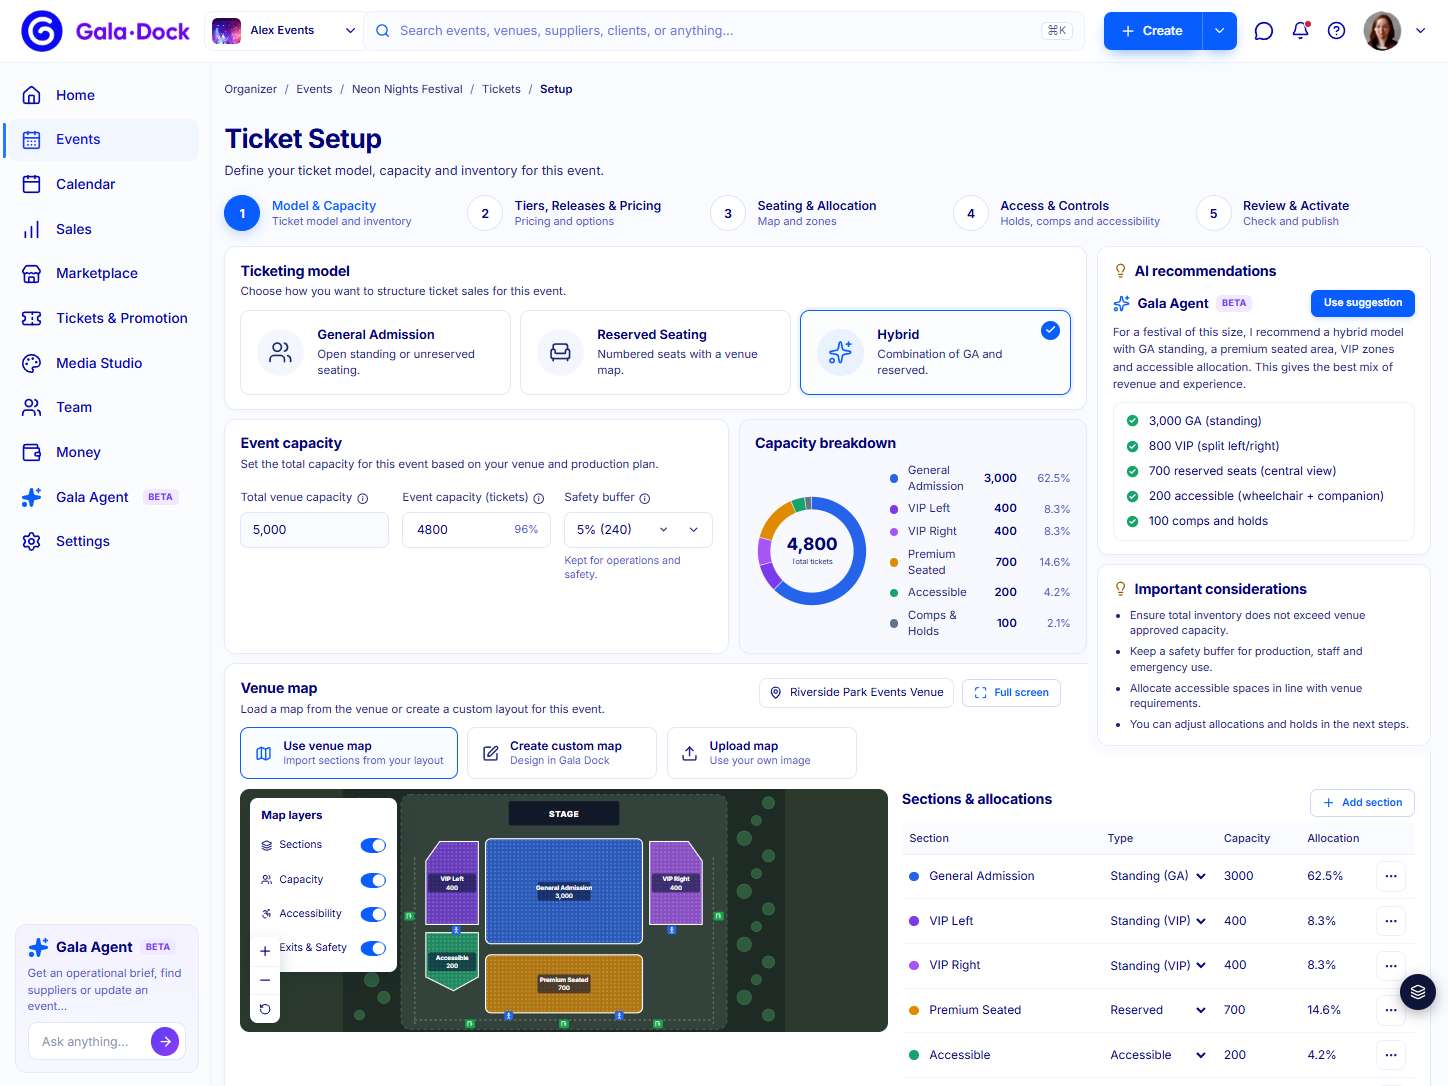 Gala·Dock
Alex Events
Search events, venues, suppliers, clients, or anything...
⌘K
+ Create
Home
Events
Calendar
Sales
Marketplace
Tickets & Promotion
Media Studio
Team
Money
Gala Agent BETA
Settings
Gala Agent BETA
Get an operational brief, find
suppliers or update an
event...
Ask anything...
Organizer / Events / Neon Nights Festival / Tickets / Setup
Ticket Setup
Define your ticket model, capacity and inventory for this event.
1 Model & Capacity
Ticket model and inventory
2 Tiers, Releases & Pricing
Pricing and options
3 Seating & Allocation
Map and zones
4 Access & Controls
Holds, comps and accessibility
5 Review & Activate
Check and publish
Ticketing model
Choose how you want to structure ticket sales for this event.
General Admission
Open standing or unreserved
seating.
Reserved Seating
Numbered seats with a venue
map.
Hybrid
Combination of GA and
reserved.
Event capacity
Set the total capacity for this event based on your venue and production plan.
Total venue capacity
5,000
Event capacity (tickets)
4800 96%
Safety buffer
5% (240)
Kept for operations and
safety.
Capacity breakdown
4,800
Total tickets
General
Admission 3,000 62.5%
VIP Left 400 8.3%
VIP Right 400 8.3%
Premium
Seated 700 14.6%
Accessible 200 4.2%
Comps &
Holds 100 2.1%
AI recommendations
Gala Agent BETA
Use suggestion
For a festival of this size, I recommend a hybrid model
with GA standing, a premium seated area, VIP zones
and accessible allocation. This gives the best mix of
revenue and experience.
3,000 GA (standing)
800 VIP (split left/right)
700 reserved seats (central view)
200 accessible (wheelchair + companion)
100 comps and holds
Important considerations
Ensure total inventory does not exceed venue
approved capacity.
Keep a safety buffer for production, staff and
emergency use.
Allocate accessible spaces in line with venue
requirements.
You can adjust allocations and holds in the next steps.
Venue map
Load a map from the venue or create a custom layout for this event.
Riverside Park Events Venue
Full screen
Use venue map
Import sections from your layout
Create custom map
Design in Gala Dock
Upload map
Use your own image
Map layers
Sections
Capacity
Accessibility
Exits & Safety
STAGE
VIP Left
400
General Admission
3,000
VIP Right
400
Accessible
200
Premium Seated
700
Sections & allocations
+ Add section
Section Type Capacity Allocation
General Admission Standing (GA) 3000 62.5%
VIP Left Standing (VIP) 400 8.3%
VIP Right Standing (VIP) 400 8.3%
Premium Seated Reserved 700 14.6%
Accessible Accessible 200 4.2%